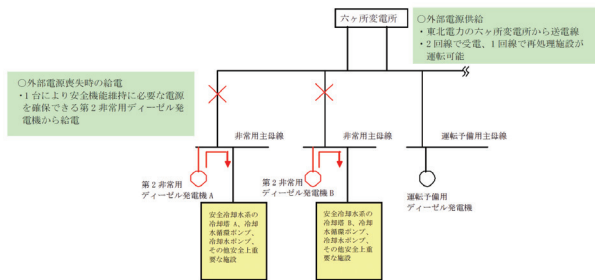 六ヶ所変電所
○外部電源供給
・東北電力の六ヶ所変電所から送電線
・2回線で受電、1回線で再処理施設が
運転可能
○外部電源喪失時の給電
・1台により安全機能維持に必要な電源
を確保できる第2非常用ディーゼル発
電機から給電
非常用主母線
非常用主母線
運転予備用主母線
第2非常用
ディーゼル発電機 A
第2非常用
ディーゼル発電機 B
運転予備用
ディーゼル発電機
安全冷却水系の
冷却塔 A、冷却
水循環ポンプ、
冷却水ポンプ、
その他安全上重
要な施設
安全冷却水系の
冷却塔 B、冷却
水循環ポンプ、
冷却水ポンプ、
その他安全上重
要な施設